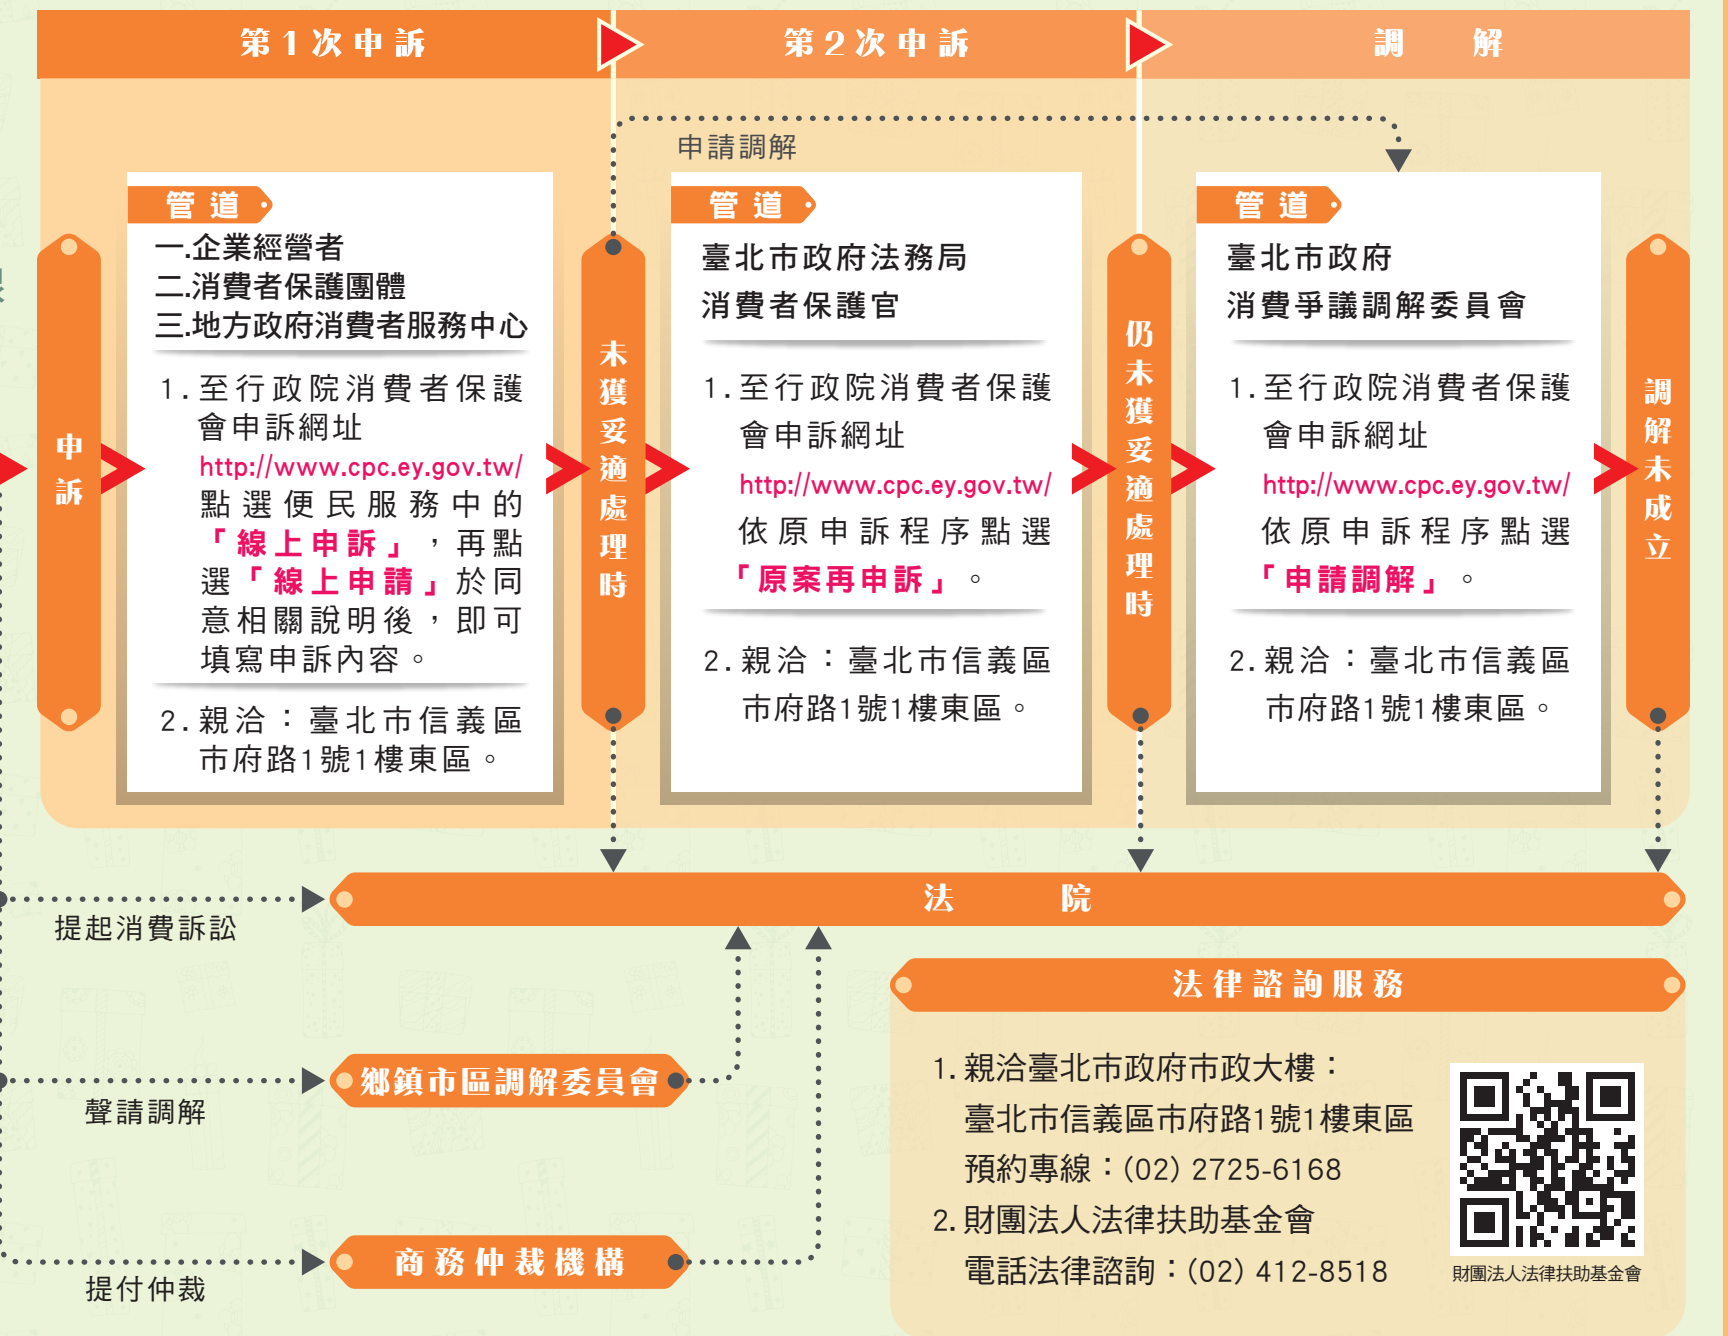 第1次申訴
第2次申訴
調 解
申請調解
申訴
管道
一.企業經營者
二.消費者保護團體
三.地方政府消費者服務中心
1.至行政院消費者保護
會申訴網址
http://www.cpc.ey.gov.tw/
點選便民服務中的
「線上申訴」，再點
選「線上申請」於同
意相關說明後，即可
填寫申訴內容。
2.親洽：臺北市信義區
市府路1號1樓東區。
未獲妥適處理時
管道
臺北市政府法務局
消費者保護官
1.至行政院消費者保護
會申訴網址
http://www.cpc.ey.gov.tw/
依原申訴程序點選
「原案再申訴」。
2.親洽：臺北市信義區
市府路1號1樓東區。
仍未獲妥適處理時
管道
臺北市政府
消費爭議調解委員會
1.至行政院消費者保護
會申訴網址
http://www.cpc.ey.gov.tw/
依原申訴程序點選
「申請調解」。
2.親洽：臺北市信義區
市府路1號1樓東區。
調解未成立
法 院
提起消費訴訟
鄉鎮市區調解委員會
聲請調解
商務仲裁機構
提付仲裁
法律諮詢服務
1.親洽臺北市政府市政大樓：
臺北市信義區市府路1號1樓東區
預約專線：(02) 2725-6168
2.財團法人法律扶助基金會
電話法律諮詢：(02) 412-8518
財團法人法律扶助基金會